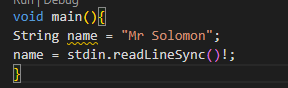 Run | Debug
void main(){
String name = "Mr Solomon";
name = stdin.readLineSync()!;
}